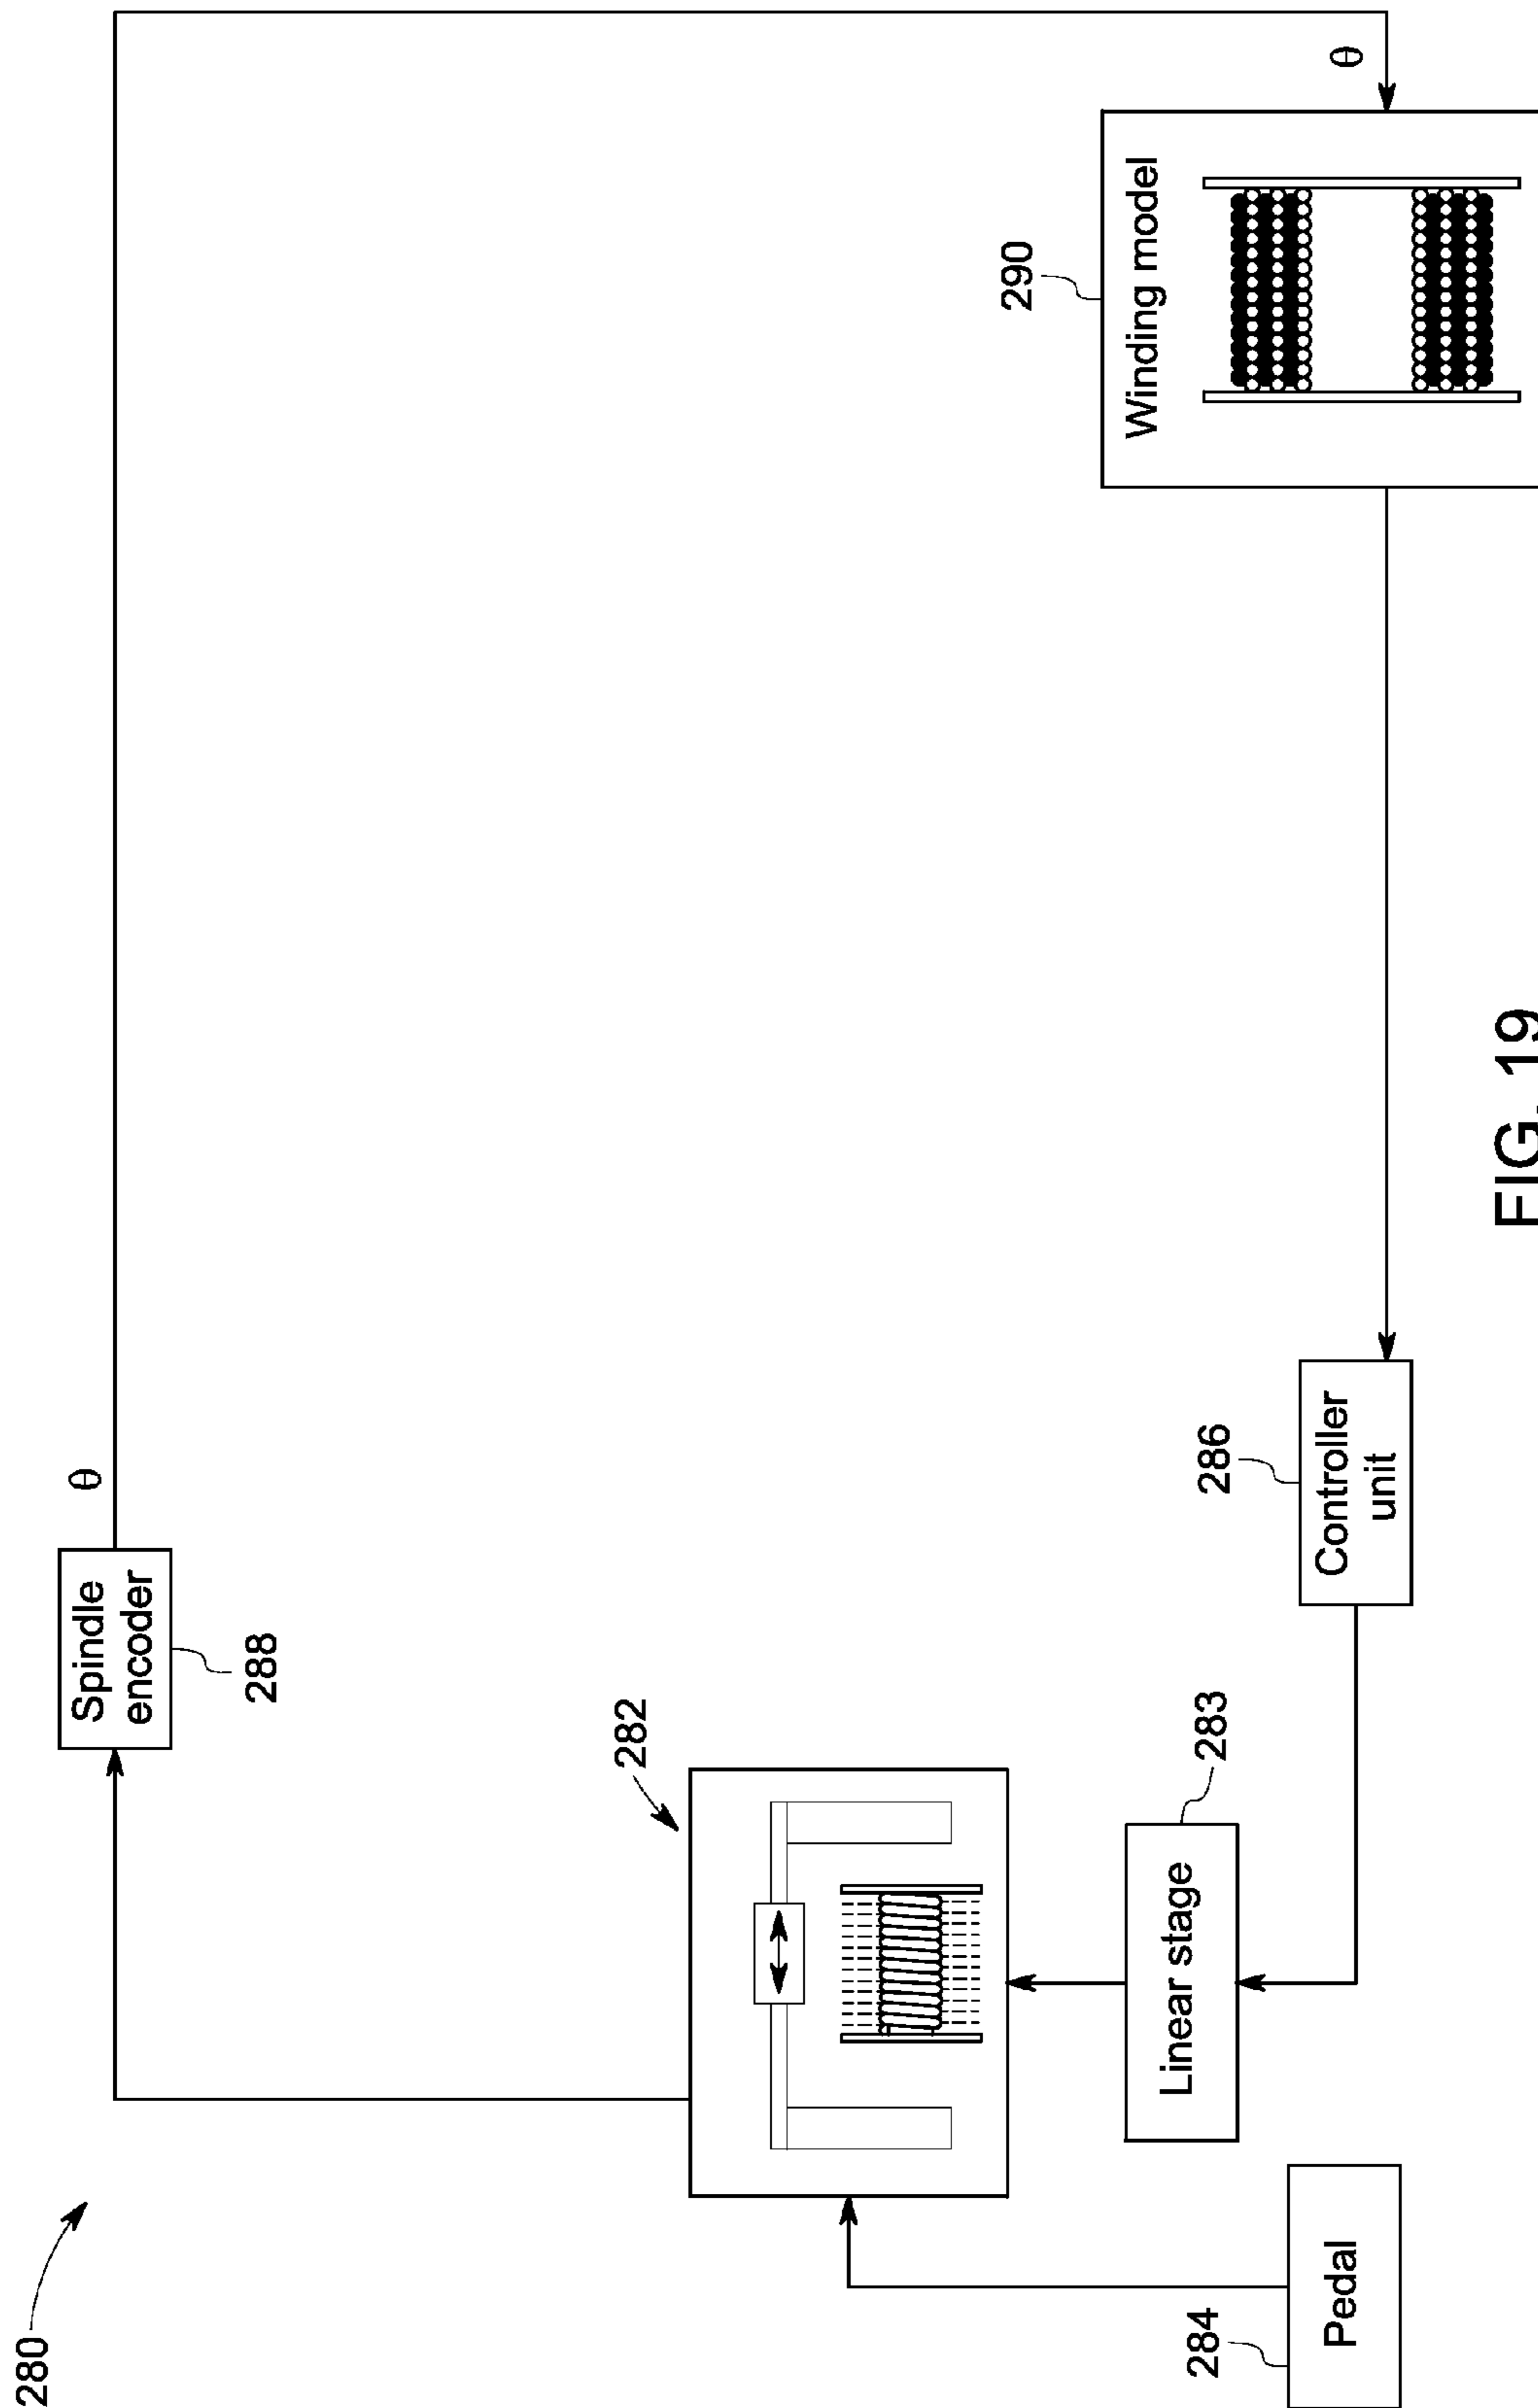 280
Spindle
encoder
θ
288
282
Linear stage
283
284
Pedal
286
Controller
unit
290
Winding model
θ
FIG. 19